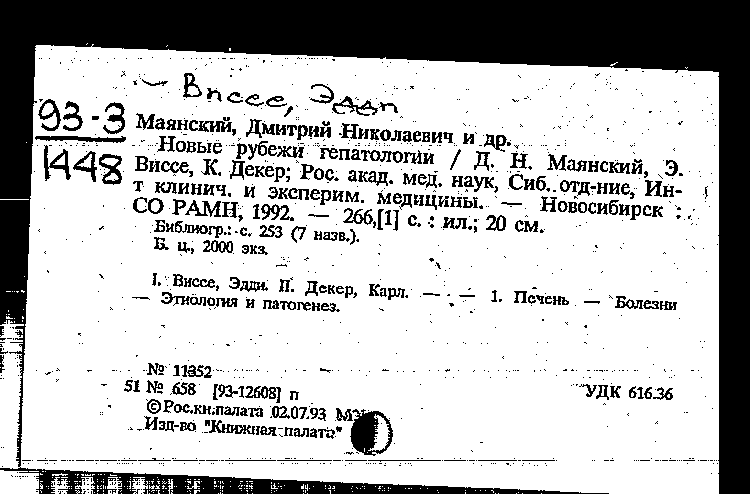 Виссе, Эдди
93-3
1448
Маянский, Дмитрий Николаевич и др.
Новые рубежи гепатологии / Д. Н. Маянский, Э.
Виссе, К. Декер; Рос. акад. мед. наук, Сиб. отд-ние, Ин-
т клинич. и эксперим. медицины. — Новосибирск :
СО РАМН, 1992. — 266,[1] с. : ил.; 20 см.
Библиогр.: с. 253 (7 назв.).
Б. ц., 2000 экз.
I. Виссе, Эдди. II. Декер, Карл. — — 1. Печень — Болезни
— Этиология и патогенез.
№ 11352
51 № 658 [93-12608] п
УДК 616.36
©Рос.кн.палата 02.07.93
Изд-во "Книжная палата"